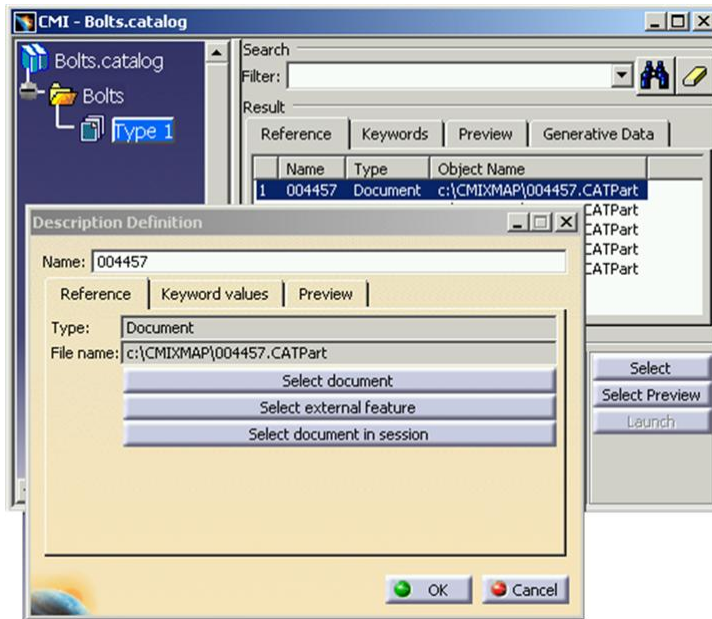 CMI - Bolts.catalog
Bolts.catalog
Bolts
Type 1
Search
Filter:
Result
Reference Keywords Preview Generative Data
Name Type Object Name
1 004457 Document c:\CMIXMAP\004457.CATPart
CATPart
CATPart
CATPart
CATPart
Select
Select Preview
Launch
Description Definition
Name: 004457
Reference Keyword values Preview
Type: Document
File name: c:\CMIXMAP\004457.CATPart
Select document
Select external feature
Select document in session
OK Cancel